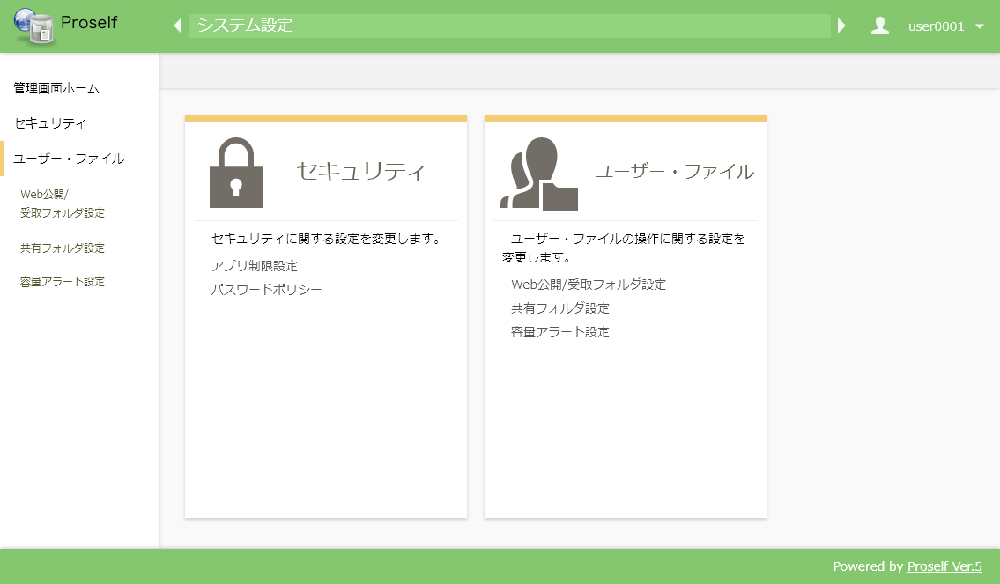 Proself
システム設定
user0001
管理画面ホーム
セキュリティ
ユーザー・ファイル
Web公開/
受取フォルダ設定
共有フォルダ設定
容量アラート設定
セキュリティ
セキュリティに関する設定を変更します。
アプリ制限設定
パスワードポリシー
ユーザー・ファイル
ユーザー・ファイルの操作に関する設定を
変更します。
Web公開/受取フォルダ設定
共有フォルダ設定
容量アラート設定
Powered by Proself Ver.5